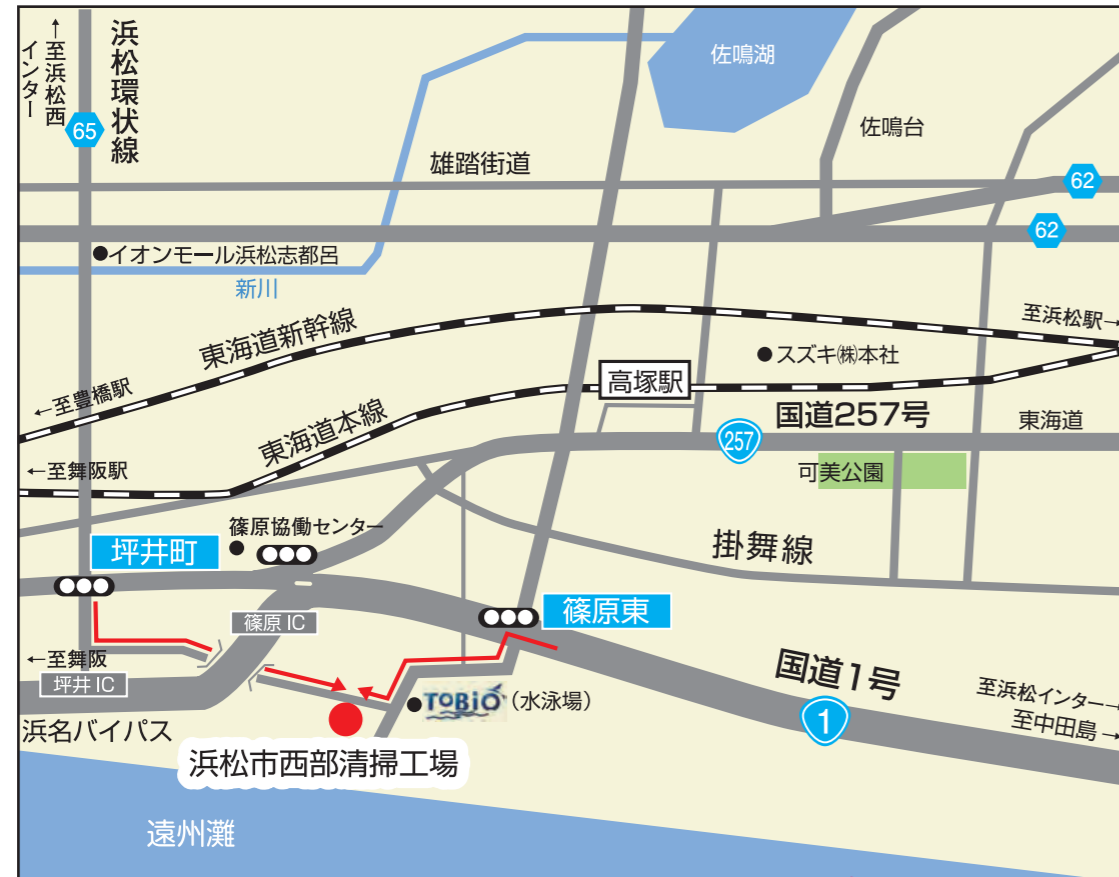 ←至浜松西
インター
浜松環状線
65
佐鳴湖
佐鳴台
雄踏街道
62
62
●イオンモール浜松志都呂
新川
東海道新幹線
至浜松駅→
●スズキ㈱本社
高塚駅
←至豊橋駅
東海道本線
国道257号
257
東海道
←至舞阪駅
可美公園
篠原協働センター
坪井町
掛舞線
篠原東
篠原 IC
←至舞阪
坪井 IC
国道1号
1
至浜松インター→
至中田島→
TOBiO (水泳場)
浜名バイパス
浜松市西部清掃工場
遠州灘